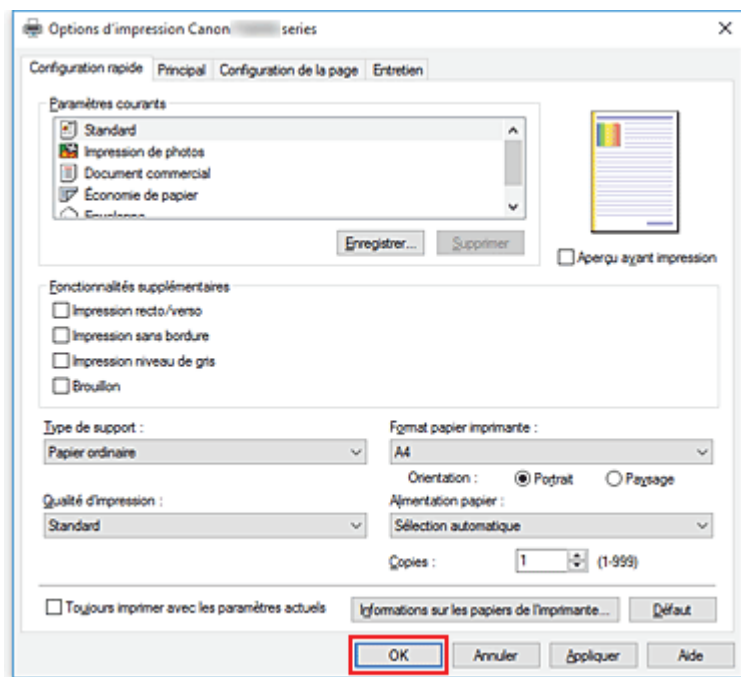 Options d'impression Canon series
Configuration rapide Principal Configuration de la page Entretien
Paramètres courants
Standard
Impression de photos
Document commercial
Économie de papier
Enregistrer... Supprimer
Aperçu avant impression
Fonctionnalités supplémentaires
Impression recto/verso
Impression sans bordure
Impression niveau de gris
Brouillon
Type de support : Format papier imprimante :
Papier ordinaire A4
Orientation : Portrait Paysage
Qualité d'impression : Alimentation papier :
Standard Sélection automatique
Copies : 1 (1-999)
Toujours imprimer avec les paramètres actuels Informations sur les papiers de l'imprimante... Défaut
OK Annuler Appliquer Aide